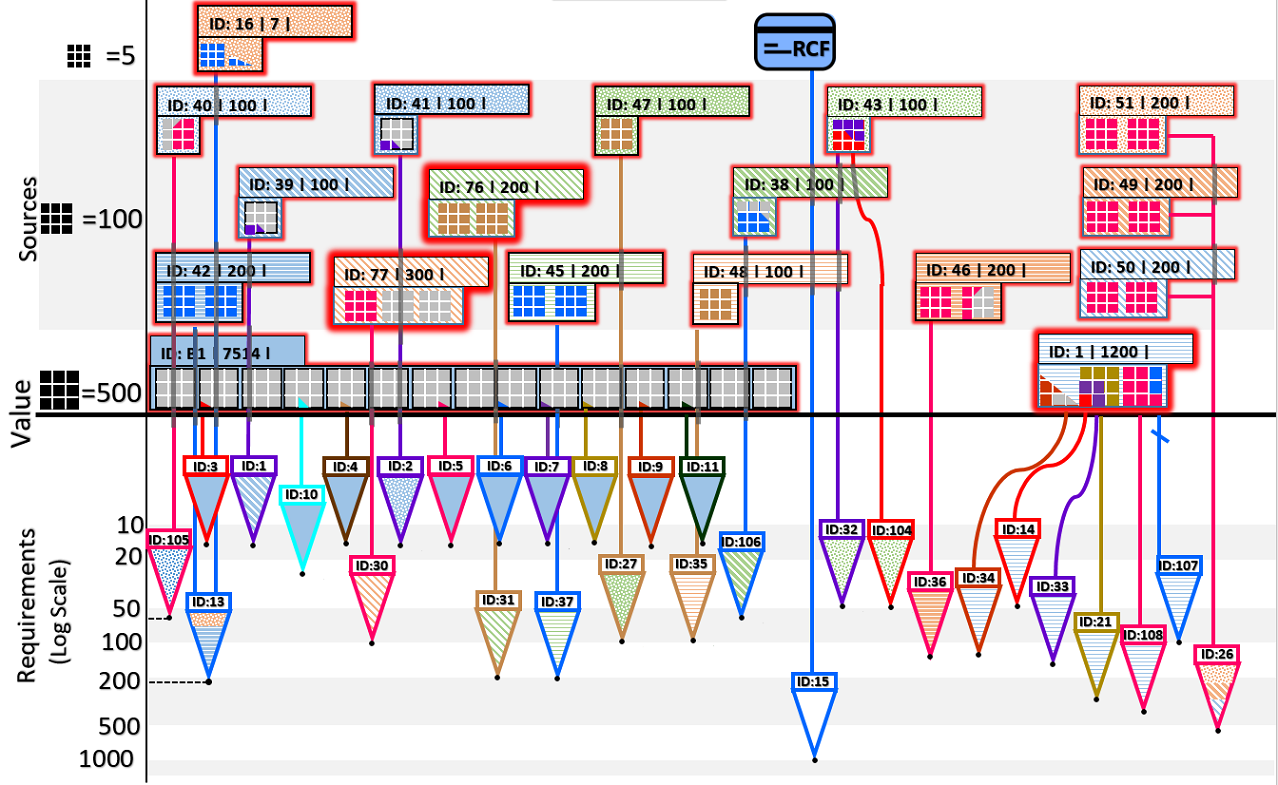 ID: 16 | 7 |
=5
RCF
ID: 40 | 100 |
ID: 41 | 100 |
ID: 47 | 100 |
ID: 43 | 100 |
ID: 51 | 200 |
ID: 39 | 100 |
ID: 76 | 200 |
ID: 38 | 100 |
ID: 49 | 200 |
Sources
=100
ID: 42 | 200 |
ID: 77 | 300 |
ID: 45 | 200 |
ID: 48 | 100 |
ID: 46 | 200 |
ID: 50 | 200 |
ID: B1 | 7514 |
ID: 1 | 1200 |
Value
=500
ID:3
ID:1
ID:10
ID:4
ID:2
ID:5
ID:6
ID:7
ID:8
ID:9
ID:11
Requirements
(Log Scale)
10
20
50
100
200
500
1000
ID:105
ID:13
ID:30
ID:31
ID:37
ID:27
ID:35
ID:106
ID:15
ID:32
ID:104
ID:36
ID:34
ID:14
ID:33
ID:21
ID:108
ID:107
ID:26